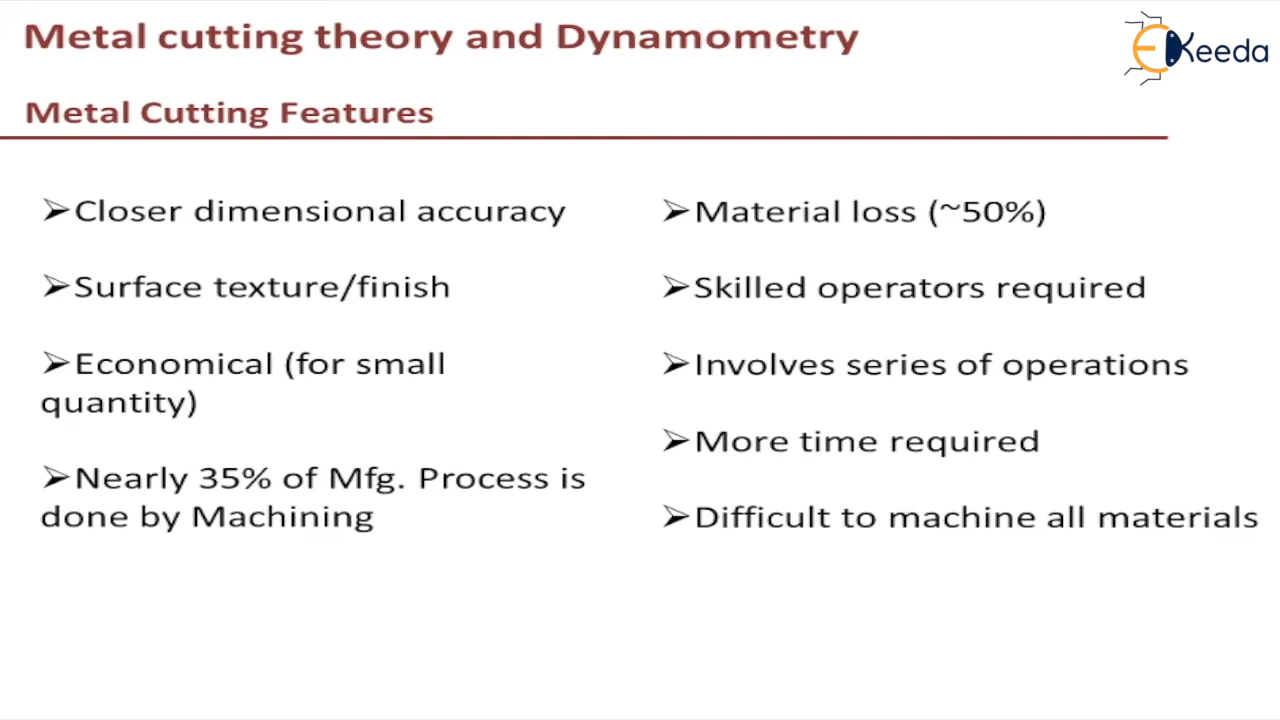 Metal cutting theory and Dynamometry
EKeeda
Metal Cutting Features
➢Closer dimensional accuracy
➢Surface texture/finish
➢Economical (for small
quantity)
➢Nearly 35% of Mfg. Process is
done by Machining
➢Material loss (~50%)
➢Skilled operators required
➢Involves series of operations
➢More time required
➢Difficult to machine all materials